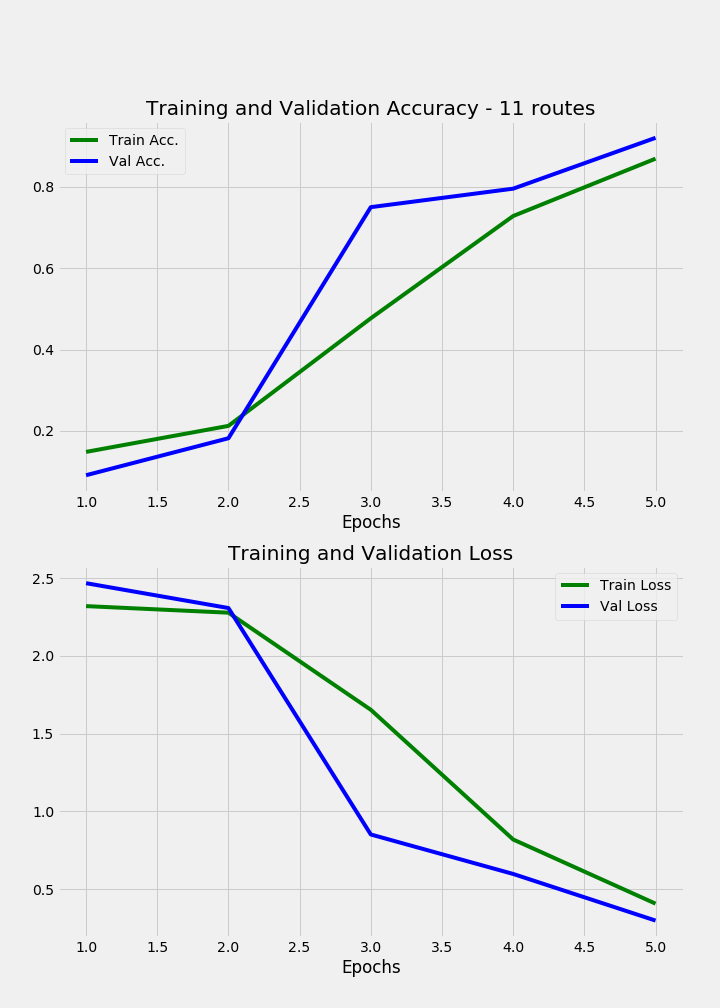 Training and Validation Accuracy - 11 routes
Train Acc.
Val Acc.
0.8
0.6
0.4
0.2
1.0 1.5 2.0 2.5 3.0 3.5 4.0 4.5 5.0
Epochs
Training and Validation Loss
Train Loss
Val Loss
2.5
2.0
1.5
1.0
0.5
1.0 1.5 2.0 2.5 3.0 3.5 4.0 4.5 5.0
Epochs